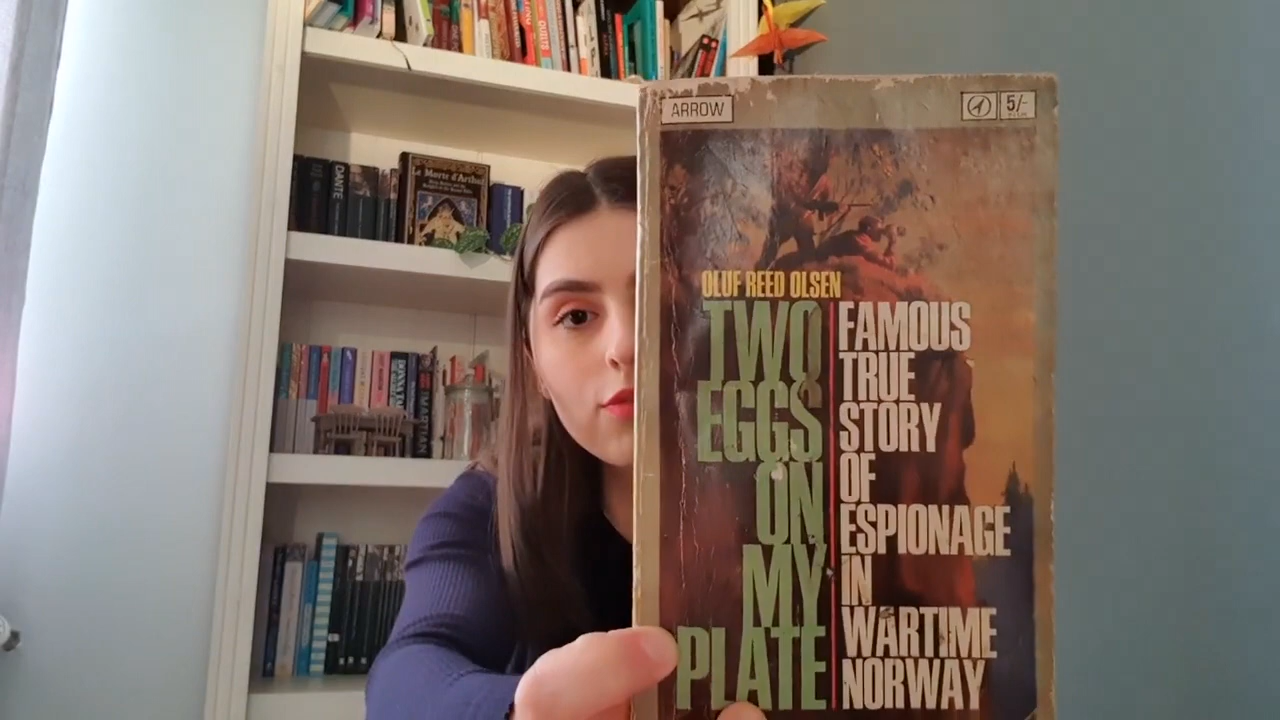 ARROW
5/-
OLUF REED OLSEN
TWO
EGGS
ON
MY
PLATE
FAMOUS
TRUE
STORY
OF
ESPIONAGE
IN
WARTIME
NORWAY
DANTE
Le Morte d'Arthur
MARTIAN